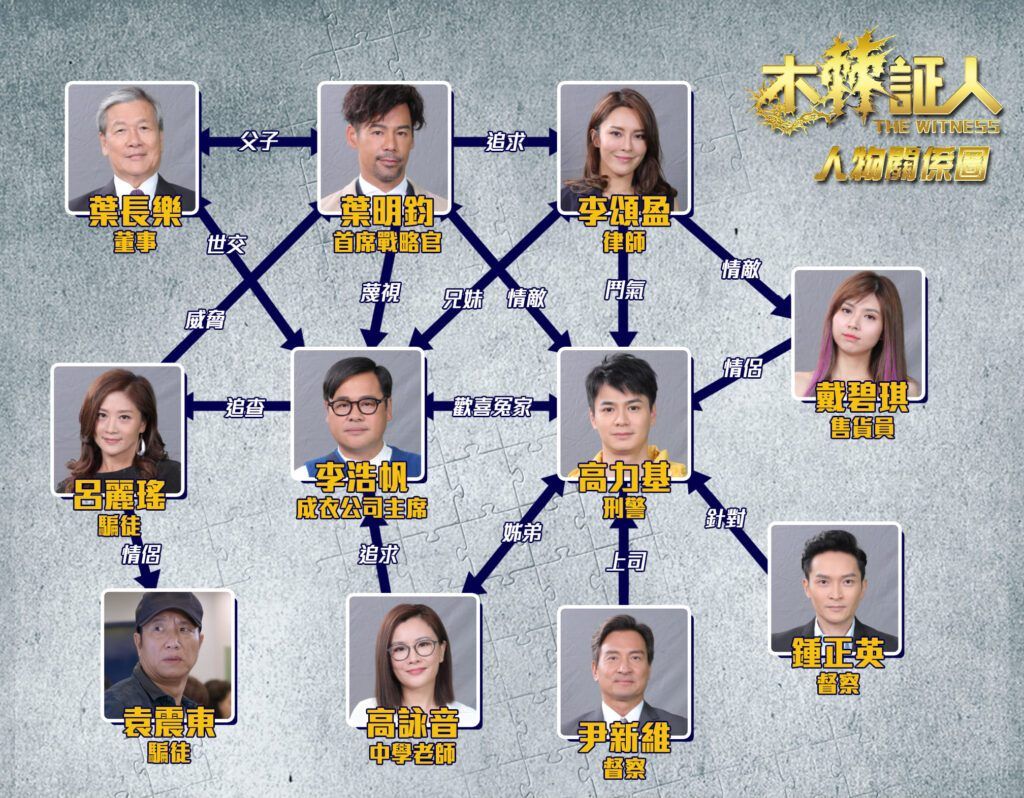 木棘証人
THE WITNESS
人物關係圖
父子
追求
葉長樂
董事
葉明鈞
首席戰略官
李頌盈
律師
世交
威脅
蔑視
兄妹
情敵
鬥氣
情敵
情侶
戴碧琪
售貨員
追查
歡喜冤家
呂麗瑤
騙徒
李浩帆
成衣公司主席
高力基
刑警
情侶
追求
姊弟
上司
針對
袁震東
騙徒
高詠音
中學老師
尹新維
督察
鍾正英
督察